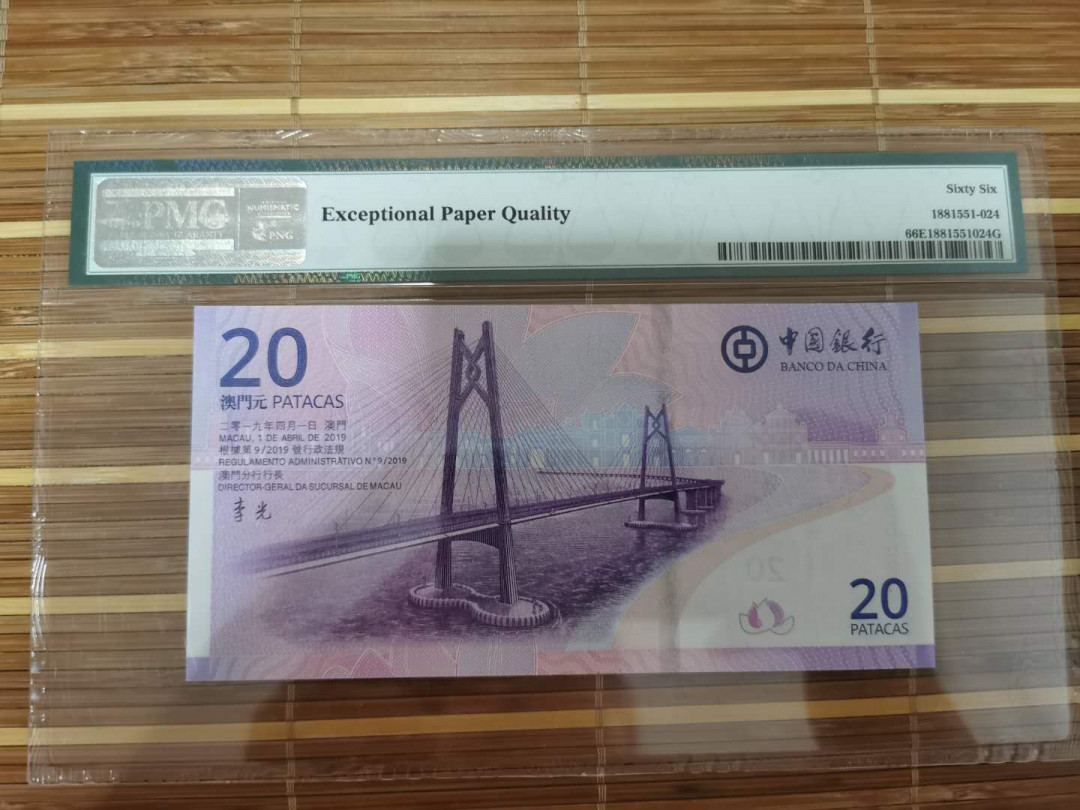 PMG
NUMISMATIC
PNG
Exceptional Paper Quality
Sixty Six
1881551-024
66E1881551024G
20
澳門元 PATACAS
二零一九年四月一日 澳門
MACAU, 1 DE ABRIL DE 2019
根據第9/2019號行政法規
REGULAMENTO ADMINISTRATIVO N.º 9/2019
澳門分行行長
DIRECTOR-GERAL DA SUCURSAL DE MACAU
李光
中国銀行
BANCO DA CHINA
20
20
PATACAS